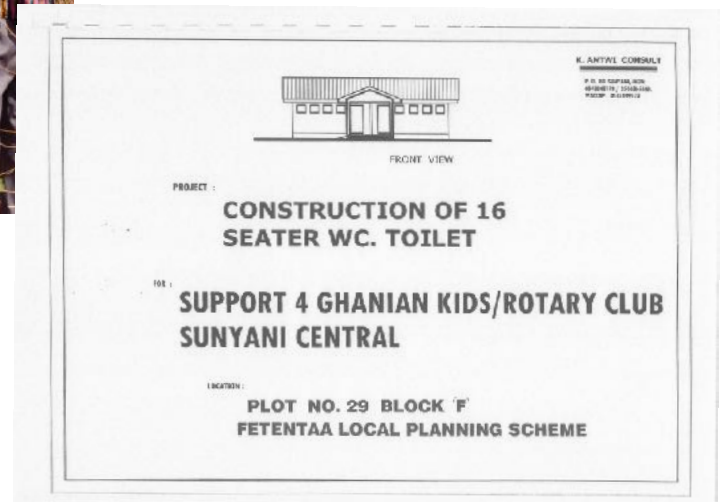 K. ANTWI CONSULT
FRONT VIEW
PROJECT :
CONSTRUCTION OF 16
SEATER WC. TOILET
FOR :
SUPPORT 4 GHANIAN KIDS/ROTARY CLUB
SUNYANI CENTRAL
LOCATION :
PLOT NO. 29 BLOCK 'F'
FETENTAA LOCAL PLANNING SCHEME